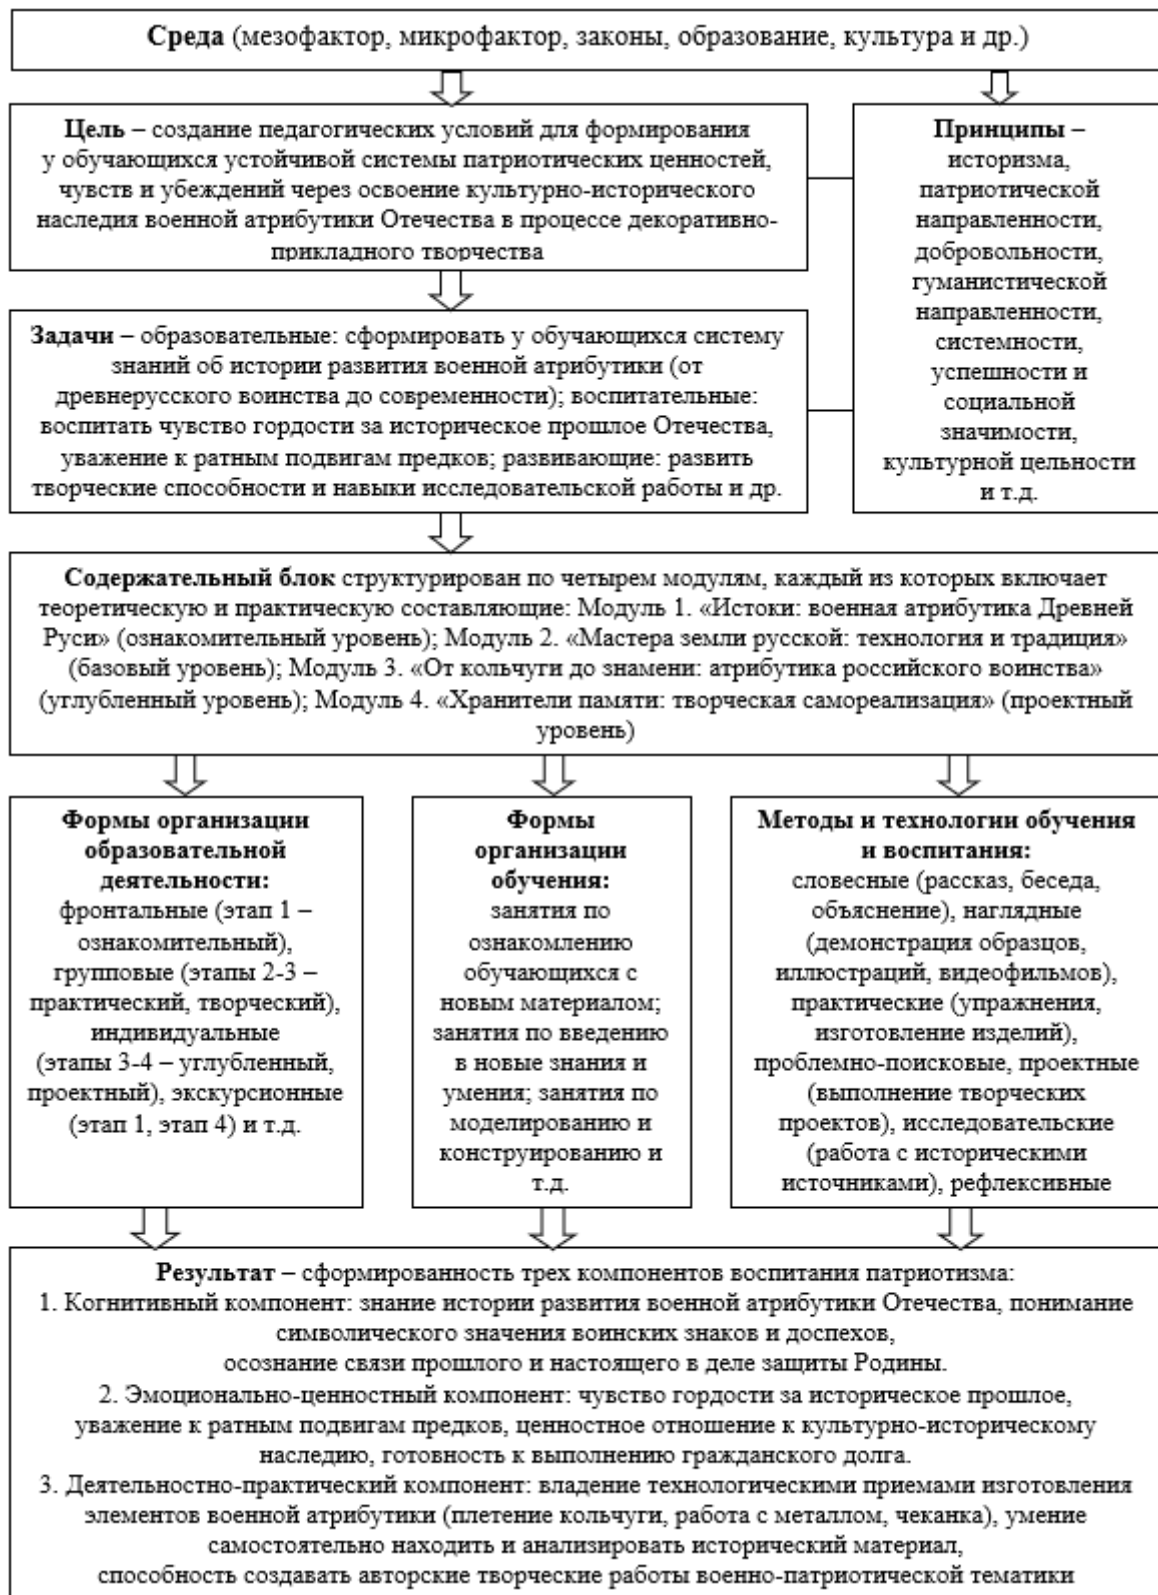 Среда (мезофактор, микрофактор, законы, образование, культура и др.)
Цель – создание педагогических условий для формирования
у обучающихся устойчивой системы патриотических ценностей,
чувств и убеждений через освоение культурно-исторического
наследия военной атрибутики Отечества в процессе декоративно-
прикладного творчества
Принципы –
историзма,
патриотической
направленности,
добровольности,
гуманистической
направленности,
системности,
успешности и
социальной
значимости,
культурной цельности
и т.д.
Задачи – образовательные: сформировать у обучающихся систему
знаний об истории развития военной атрибутики (от
древнерусского воинства до современности); воспитательные:
воспитать чувство гордости за историческое прошлое Отечества,
уважение к ратным подвигам предков; развивающие: развить
творческие способности и навыки исследовательской работы и др.
Содержательный блок структурирован по четырем модулям, каждый из которых включает
теоретическую и практическую составляющие: Модуль 1. «Истоки: военная атрибутика Древней
Руси» (ознакомительный уровень); Модуль 2. «Мастера земли русской: технология и традиция»
(базовый уровень); Модуль 3. «От кольчуги до знамени: атрибутика российского воинства»
(углубленный уровень); Модуль 4. «Хранители памяти: творческая самореализация» (проектный
уровень)
Формы организации
образовательной
деятельности:
фронтальные (этап 1 –
ознакомительный),
групповые (этапы 2-3 –
практический, творческий),
индивидуальные
(этапы 3-4 – углубленный,
проектный), экскурсионные
(этап 1, этап 4) и т.д.
Формы
организации
обучения:
занятия по
ознакомлению
обучающихся с
новым материалом;
занятия по введению
в новые знания и
умения; занятия по
моделированию и
конструированию и
т.д.
Методы и технологии обучения
и воспитания:
словесные (рассказ, беседа,
объяснение), наглядные
(демонстрация образцов,
иллюстраций, видеофильмов),
практические (упражнения,
изготовление изделий),
проблемно-поисковые, проектные
(выполнение творческих
проектов), исследовательские
(работа с историческими
источниками), рефлексивные
Результат – сформированность трех компонентов воспитания патриотизма:
1. Когнитивный компонент: знание истории развития военной атрибутики Отечества, понимание
символического значения воинских знаков и доспехов,
осознание связи прошлого и настоящего в деле защиты Родины.
2. Эмоционально-ценностный компонент: чувство гордости за историческое прошлое,
уважение к ратным подвигам предков, ценностное отношение к культурно-историческому
наследию, готовность к выполнению гражданского долга.
3. Деятельностно-практический компонент: владение технологическими приемами изготовления
элементов военной атрибутики (плетение кольчуги, работа с металлом, чеканка), умение
самостоятельно находить и анализировать исторический материал,
способность создавать авторские творческие работы военно-патриотической тематики